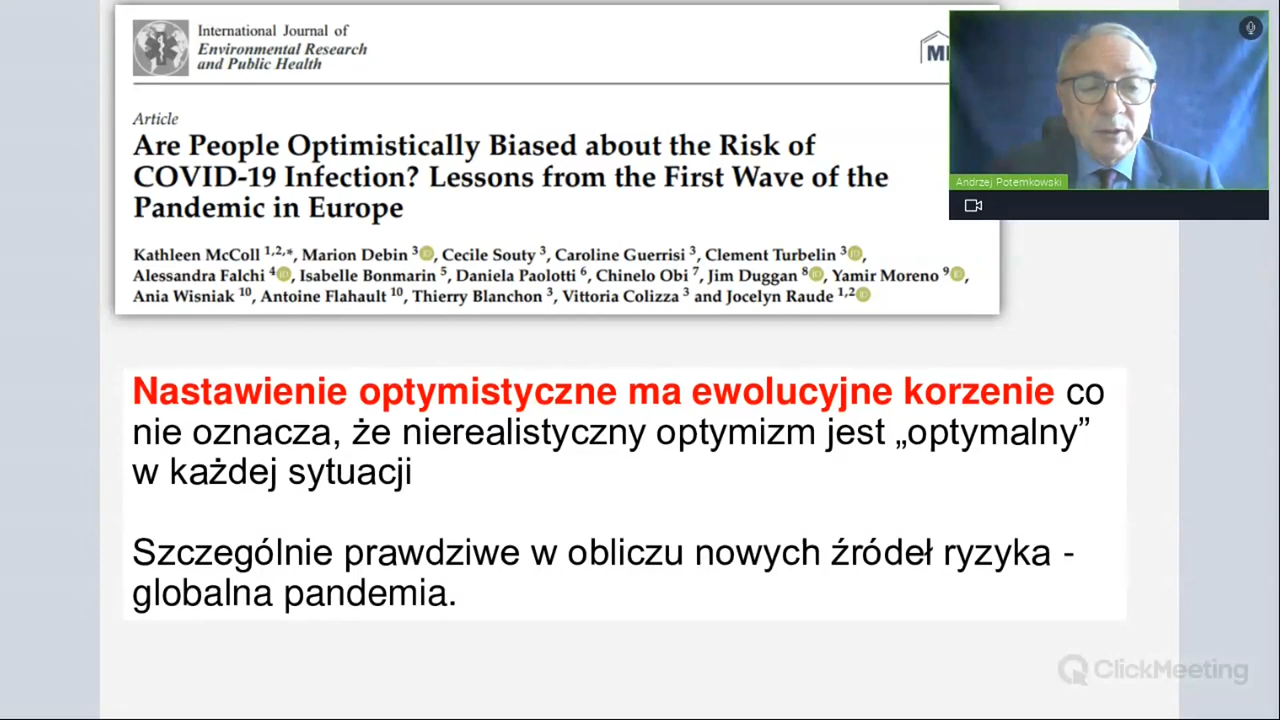 International Journal of
Environmental Research
and Public Health
Article
Are People Optimistically Biased about the Risk of
COVID-19 Infection? Lessons from the First Wave of the
Pandemic in Europe
Kathleen McColl 1,2,*, Marion Debin 3, Cecile Souty 3, Caroline Guerrisi 3, Clement Turbelin 3,
Alessandra Falchi 4, Isabelle Bonmarin 5, Daniela Paolotti 6, Chinelo Obi 7, Jim Duggan 8, Yamir Moreno 9,
Ania Wisniak 10, Antoine Flahault 10, Thierry Blanchon 3, Vittoria Colizza 3 and Jocelyn Raude 1,2
Andrzej Potemkowski
Nastawienie optymistyczne ma ewolucyjne korzenie co
nie oznacza, że nierealistyczny optymizm jest „optymalny”
w każdej sytuacji
Szczególnie prawdziwe w obliczu nowych źródeł ryzyka -
globalna pandemia.
ClickMeeting